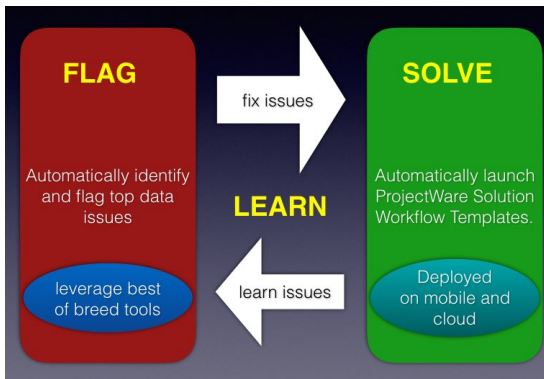 FLAG
Automatically identify
and flag top data
issues
leverage best
of breed tools
fix issues
LEARN
learn issues
SOLVE
Automatically launch
ProjectWare Solution
Workflow Templates.
Deployed
on mobile and
cloud